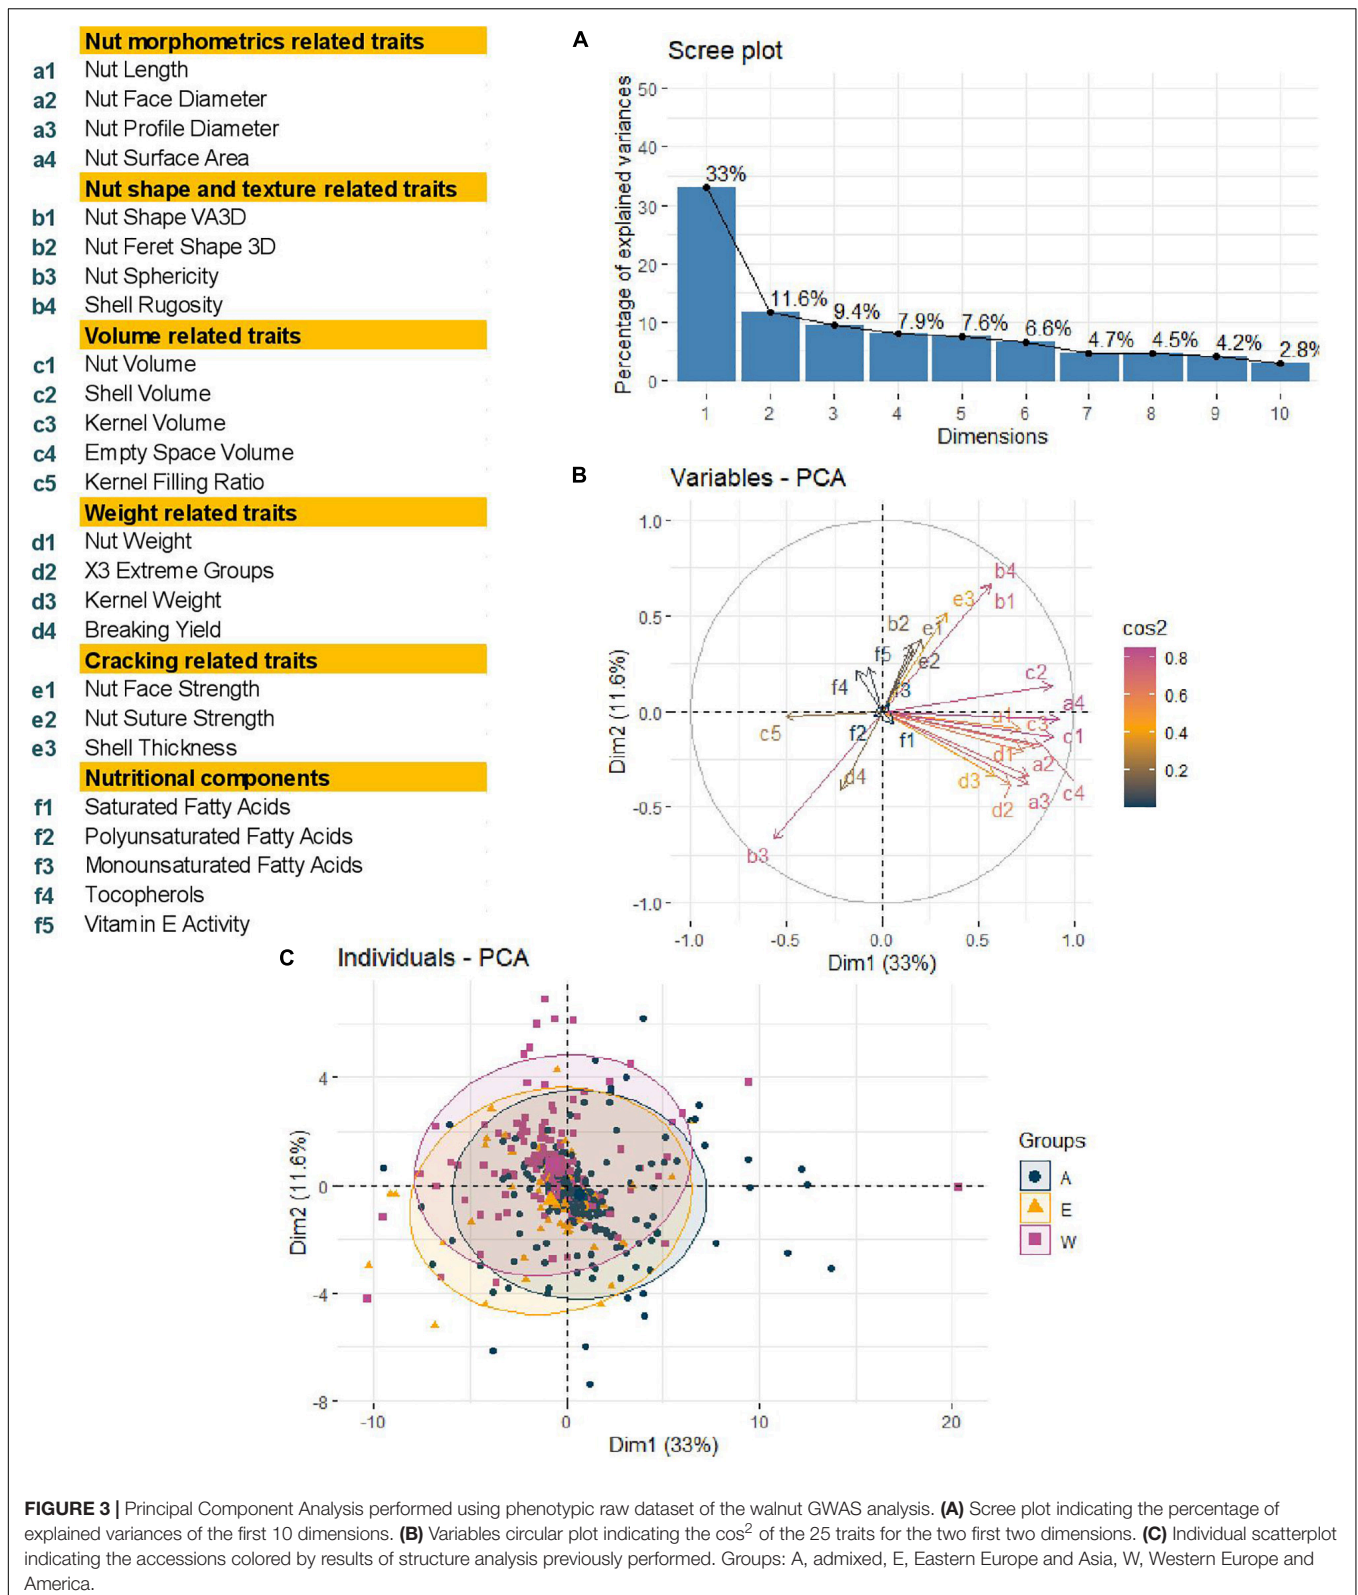 Nut morphometrics related traits
a1 Nut Length
a2 Nut Face Diameter
a3 Nut Profile Diameter
a4 Nut Surface Area
Nut shape and texture related traits
b1 Nut Shape VA3D
b2 Nut Feret Shape 3D
b3 Nut Sphericity
b4 Shell Rugosity
Volume related traits
c1 Nut Volume
c2 Shell Volume
c3 Kernel Volume
c4 Empty Space Volume
c5 Kernel Filling Ratio
Weight related traits
d1 Nut Weight
d2 X3 Extreme Groups
d3 Kernel Weight
d4 Breaking Yield
Cracking related traits
e1 Nut Face Strength
e2 Nut Suture Strength
e3 Shell Thickness
Nutritional components
f1 Saturated Fatty Acids
f2 Polyunsaturated Fatty Acids
f3 Monounsaturated Fatty Acids
f4 Tocopherols
f5 Vitamin E Activity
A
Scree plot
Percentage of explained variances
50
40
30
20
10
0
33%
11.6%
9.4%
7.9%
7.6%
6.6%
4.7%
4.5%
4.2%
2.8%
1 2 3 4 5 6 7 8 9 10
Dimensions
B
Variables - PCA
Dim2 (11.6%)
1.0
0.5
0.0
-0.5
-1.0
b4
e3 b1
b2 e1
f5 e2
c2
f4 f3
a4
a1 c3
c5 f2 f1 c1
d1 a2
d4 d3 c4
d2 a3
b3
-1.0 -0.5 0.0 0.5 1.0
Dim1 (33%)
cos2
0.8
0.6
0.4
0.2
C
Individuals - PCA
Dim2 (11.6%)
4
0
-4
-8
-10 0 10 20
Dim1 (33%)
Groups
A
E
W
FIGURE 3 | Principal Component Analysis performed using phenotypic raw dataset of the walnut GWAS analysis. (A) Scree plot indicating the percentage of
explained variances of the first 10 dimensions. (B) Variables circular plot indicating the cos² of the 25 traits for the two first two dimensions. (C) Individual scatterplot
indicating the accessions colored by results of structure analysis previously performed. Groups: A, admixed, E, Eastern Europe and Asia, W, Western Europe and
America.